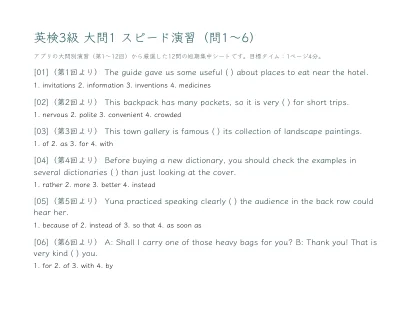 英検3級 大問1 スピード演習（問1〜6）
アプリの大問別演習（第1〜12回）から厳選した12問の短期集中シートです。目標タイム：1ページ4分。
[01]（第1回より） The guide gave us some useful ( ) about places to eat near the hotel.
1. invitations 2. information 3. inventions 4. medicines
[02]（第2回より） This backpack has many pockets, so it is very ( ) for short trips.
1. nervous 2. polite 3. convenient 4. crowded
[03]（第3回より） This town gallery is famous ( ) its collection of landscape paintings.
1. of 2. as 3. for 4. with
[04]（第4回より） Before buying a new dictionary, you should check the examples in
several dictionaries ( ) than just looking at the cover.
1. rather 2. more 3. better 4. instead
[05]（第5回より） Yuna practiced speaking clearly ( ) the audience in the back row could
hear her.
1. because of 2. instead of 3. so that 4. as soon as
[06]（第6回より） A: Shall I carry one of those heavy bags for you? B: Thank you! That is
very kind ( ) you.
1. for 2. of 3. with 4. by